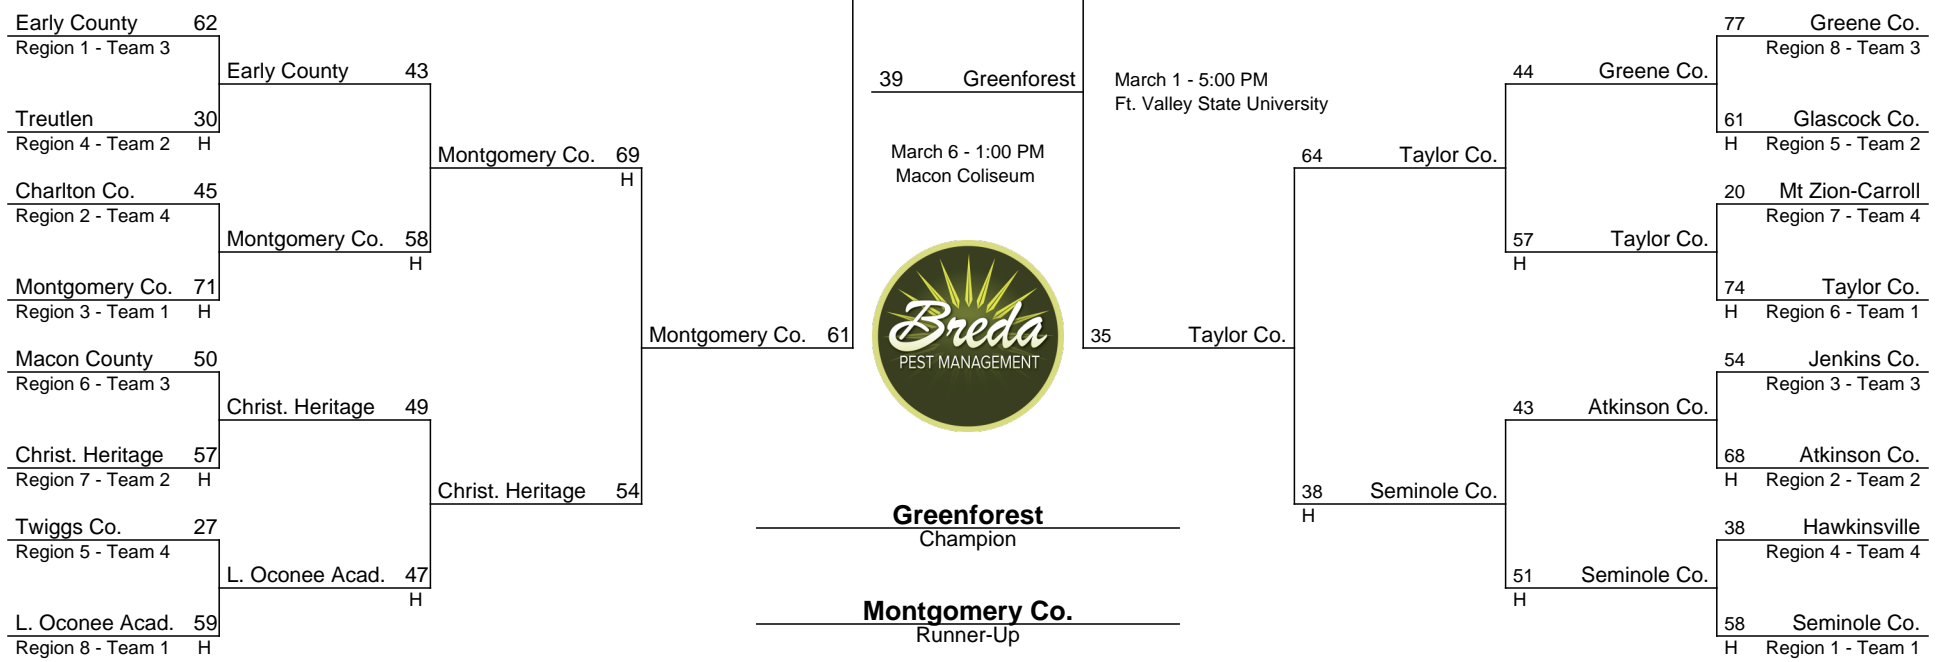 Early County 62
Region 1 - Team 3
Early County 43
Treutlen 30
Region 4 - Team 2 H
Montgomery Co. 69
H
Charlton Co. 45
Region 2 - Team 4
Montgomery Co. 58
H
Montgomery Co. 71
Region 3 - Team 1 H
Montgomery Co. 61
Macon County 50
Region 6 - Team 3
Christ. Heritage 49
Christ. Heritage 57
Region 7 - Team 2 H
Christ. Heritage 54
Twiggs Co. 27
Region 5 - Team 4
L. Oconee Acad. 47
H
L. Oconee Acad. 59
Region 8 - Team 1 H
39 Greenforest
March 6 - 1:00 PM
Macon Coliseum
Breda
PEST MANAGEMENT
Greenforest
Champion
Montgomery Co.
Runner-Up
March 1 - 5:00 PM
Ft. Valley State University
77 Greene Co.
Region 8 - Team 3
44 Greene Co.
61 Glascock Co.
H Region 5 - Team 2
64 Taylor Co.
20 Mt Zion-Carroll
Region 7 - Team 4
57 Taylor Co.
H
74 Taylor Co.
H Region 6 - Team 1
35 Taylor Co.
54 Jenkins Co.
Region 3 - Team 3
43 Atkinson Co.
68 Atkinson Co.
H Region 2 - Team 2
38 Seminole Co.
H
38 Hawkinsville
Region 4 - Team 4
51 Seminole Co.
H
58 Seminole Co.
H Region 1 - Team 1